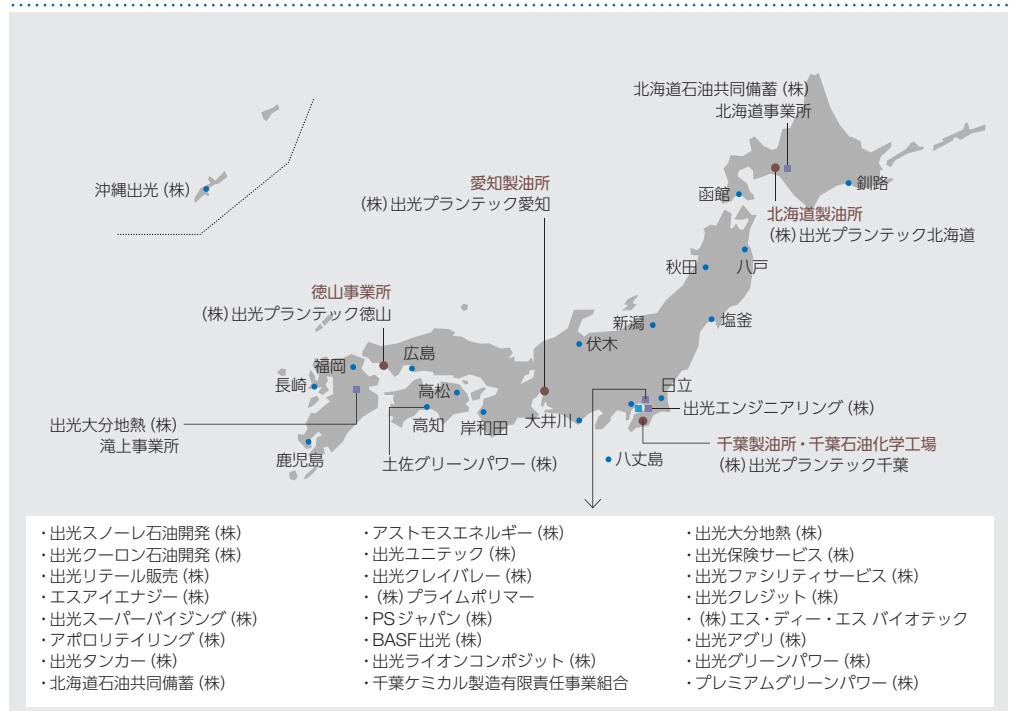 北海道石油共同備蓄（株）
北海道事業所
沖縄出光（株）
愛知製油所
（株）出光プランテック愛知
函館
釧路
北海道製油所
（株）出光プランテック北海道
秋田
八戸
徳山事業所
（株）出光プランテック徳山
新潟
塩釜
伏木
福岡
広島
長崎
高松
日立
出光エンジニアリング（株）
出光大分地熱（株）
滝上事業所
高知
岸和田
大井川
千葉製油所・千葉石油化学工場
（株）出光プランテック千葉
鹿児島
土佐グリーンパワー（株）
八丈島
・出光スノーレ石油開発（株）
・出光クーロン石油開発（株）
・出光リテール販売（株）
・エスアイエナジー（株）
・出光スーパーバイジング（株）
・アポロリテイリング（株）
・出光タンカー（株）
・北海道石油共同備蓄（株）
・アストモスエネルギー（株）
・出光ユニテック（株）
・出光クレイバレー（株）
・（株）プライムポリマー
・PSジャパン（株）
・BASF出光（株）
・出光ライオンコンポジット（株）
・千葉ケミカル製造有限責任事業組合
・出光大分地熱（株）
・出光保険サービス（株）
・出光ファシリティサービス（株）
・出光クレジット（株）
・（株）エス・ディー・エス バイオテック
・出光アグリ（株）
・出光グリーンパワー（株）
・プレミアムグリーンパワー（株）